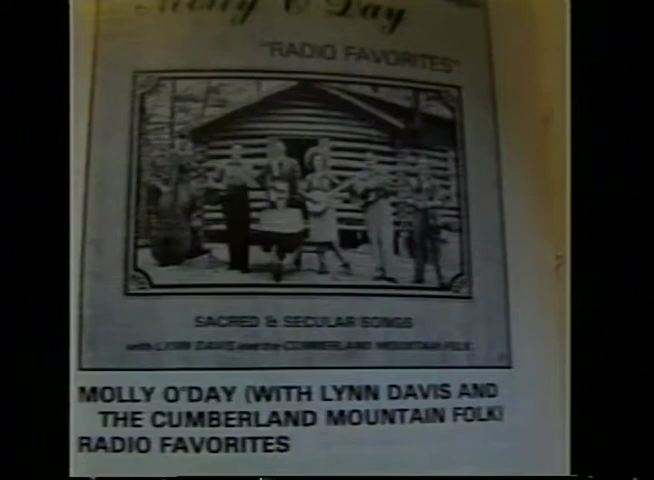 Molly O'Day
"RADIO FAVORITES"
SACRED & SECULAR SONGS
with LYNN DAVIS and the CUMBERLAND MOUNTAIN FOLK
MOLLY O'DAY (WITH LYNN DAVIS AND
THE CUMBERLAND MOUNTAIN FOLK)
RADIO FAVORITES